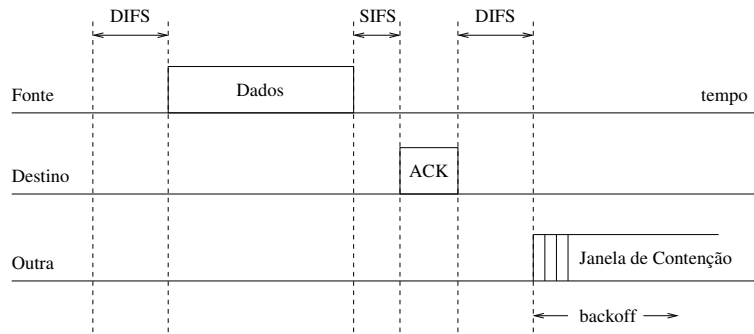 DIFS SIFS DIFS
Fonte Dados tempo
Destino ACK
Outra Janela de Contenção
backoff